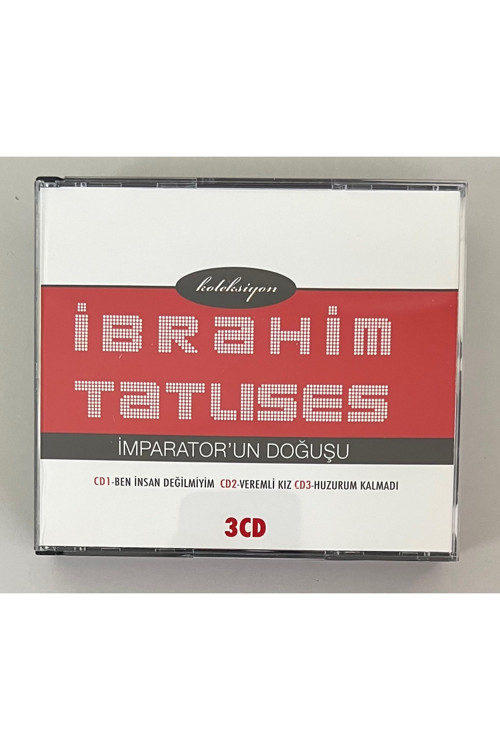 koleksiyon
İBRAHİM
TATLISES
İMPARATOR'UN DOĞUŞU
CD1-BEN İNSAN DEĞİLMİYİM CD2-VEREMLİ KIZ CD3-HUZURUM KALMADI
3CD